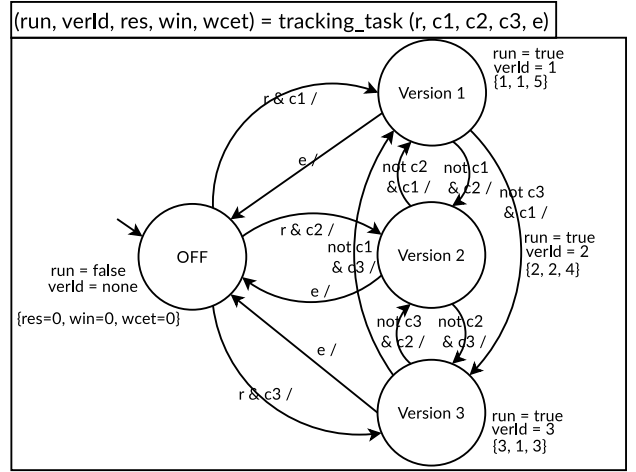 (run, verId, res, win, wcet) = tracking_task (r, c1, c2, c3, e)
run = true
verId = 1
{1, 1, 5}
Version 1
r & c1 /
e /
not c2
& c1 /
not c1
& c2 /
not c3
& c1 /
r & c2 /
OFF
Version 2
run = true
verId = 2
{2, 2, 4}
not c1
& c3 /
run = false
verId = none
{res=0, win=0, wcet=0}
e /
not c3
& c2 /
not c2
& c3 /
e /
r & c3 /
Version 3
run = true
verId = 3
{3, 1, 3}